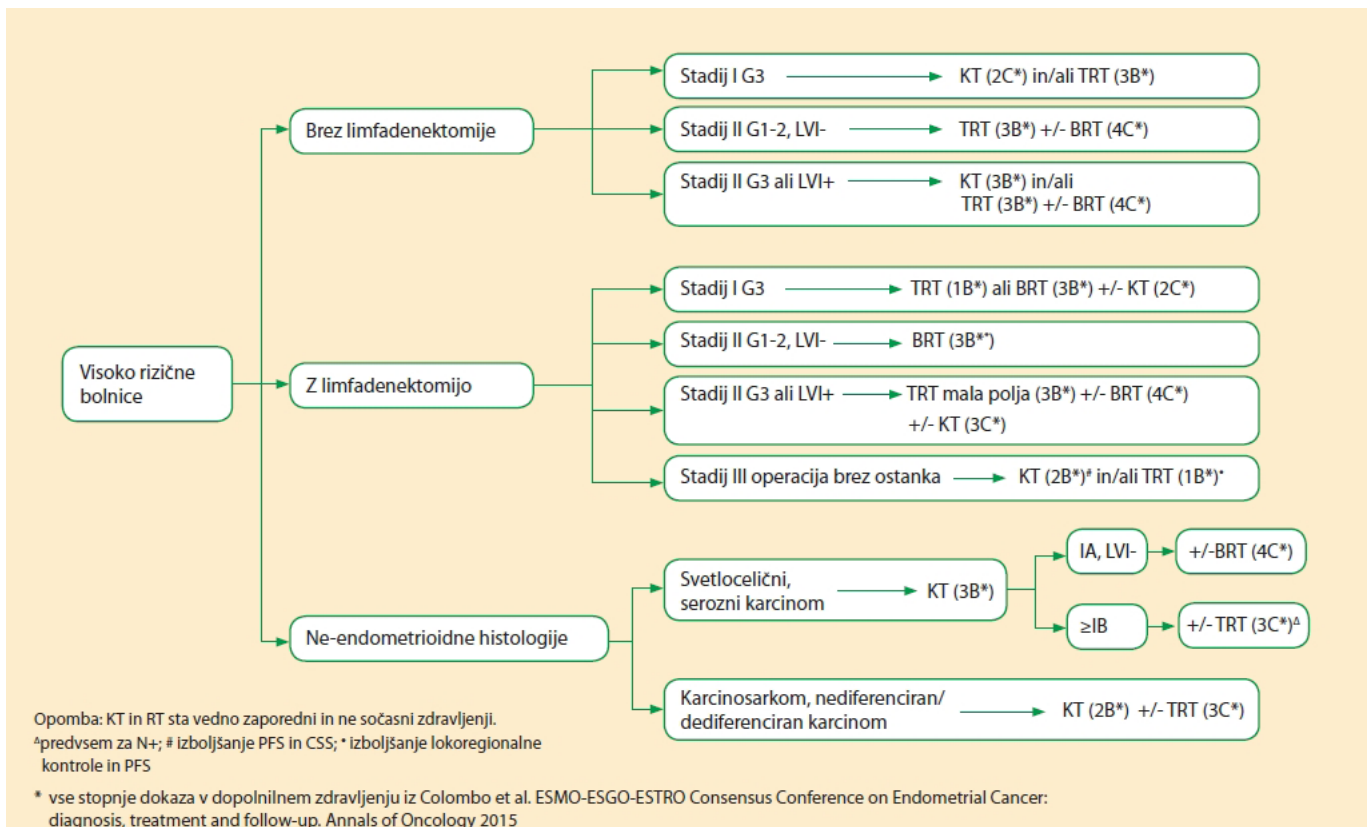 Visoko rizične
bolnice
Brez limfadenektomije
Stadij I G3 KT (2C*) in/ali TRT (3B*)
Stadij II G1-2, LVI- TRT (3B*) +/- BRT (4C*)
Stadij II G3 ali LVI+ KT (3B*) in/ali
TRT (3B*) +/- BRT (4C*)
Z limfadenektomijo
Stadij I G3 TRT (1B*) ali BRT (3B*) +/- KT (2C*)
Stadij II G1-2, LVI- BRT (3B*˙)
Stadij II G3 ali LVI+ TRT mala polja (3B*) +/- BRT (4C*)
+/- KT (3C*)
Stadij III operacija brez ostanka KT (2B*)# in/ali TRT (1B*)•
Ne-endometrioidne histologije
Svetlocelični,
serozni karcinom KT (3B*)
IA, LVI- +/-BRT (4C*)
≥IB +/- TRT (3C*)Δ
Karcinosarkom, nediferenciran/
dediferenciran karcinom KT (2B*) +/- TRT (3C*)
Opomba: KT in RT sta vedno zaporedni in ne sočasni zdravljenji.
Δpredvsem za N+; # izboljšanje PFS in CSS; • izboljšanje lokoregionalne
kontrole in PFS
* vse stopnje dokaza v dopolnilnem zdravljenju iz Colombo et al. ESMO-ESGO-ESTRO Consensus Conference on Endometrial Cancer:
diagnosis, treatment and follow-up. Annals of Oncology 2015